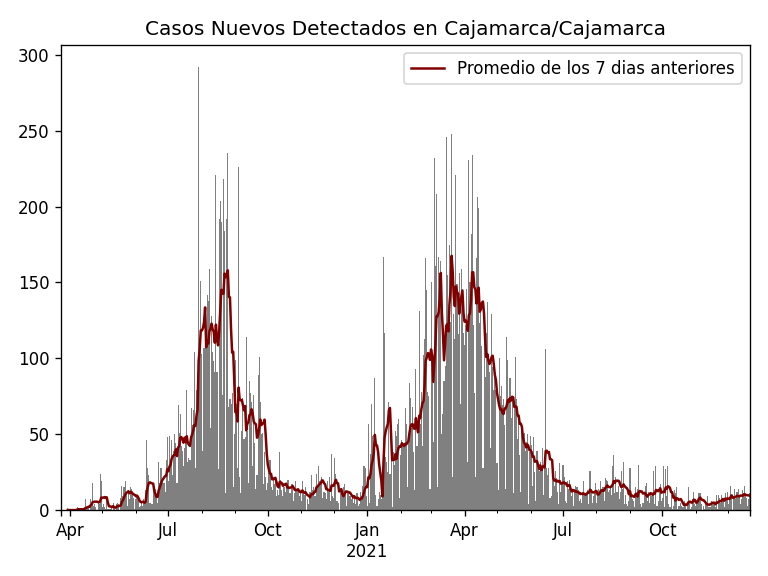 Casos Nuevos Detectados en Cajamarca/Cajamarca
Promedio de los 7 dias anteriores
300
250
200
150
100
50
0
Apr Jul Oct Jan Apr Jul Oct
2021